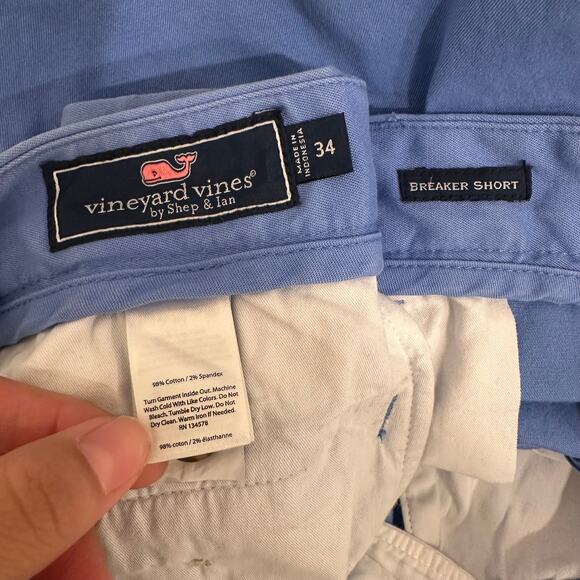 vineyard vines®
by Shep & Ian
MADE IN
INDONESIA
34
BREAKER SHORT
98% Cotton / 2% Spandex
Turn Garment Inside Out. Machine
Wash Cold With Like Colors. Do Not
Bleach. Tumble Dry Low. Do Not
Dry Clean. Warm Iron If Needed.
RN 134578
98% cotton / 2% élasthanne